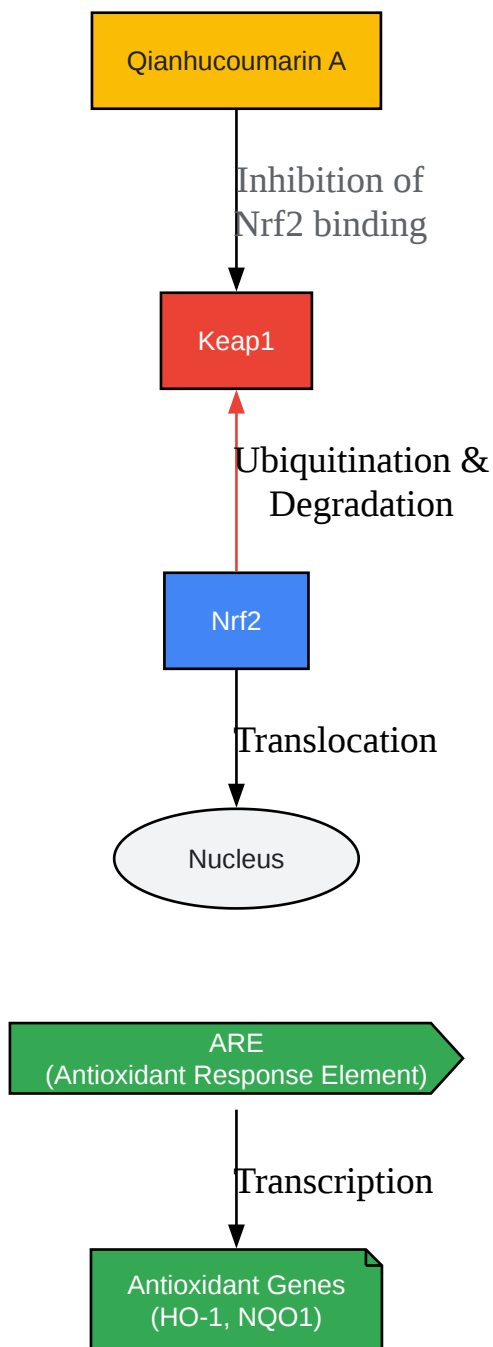 Qianhucoumarin A
Inhibition of
Nrf2 binding
Keap1
Ubiquitination &
Degradation
Nrf2
Translocation
Nucleus
ARE
(Antioxidant Response Element)
Transcription
Antioxidant Genes
(HO-1, NQO1)